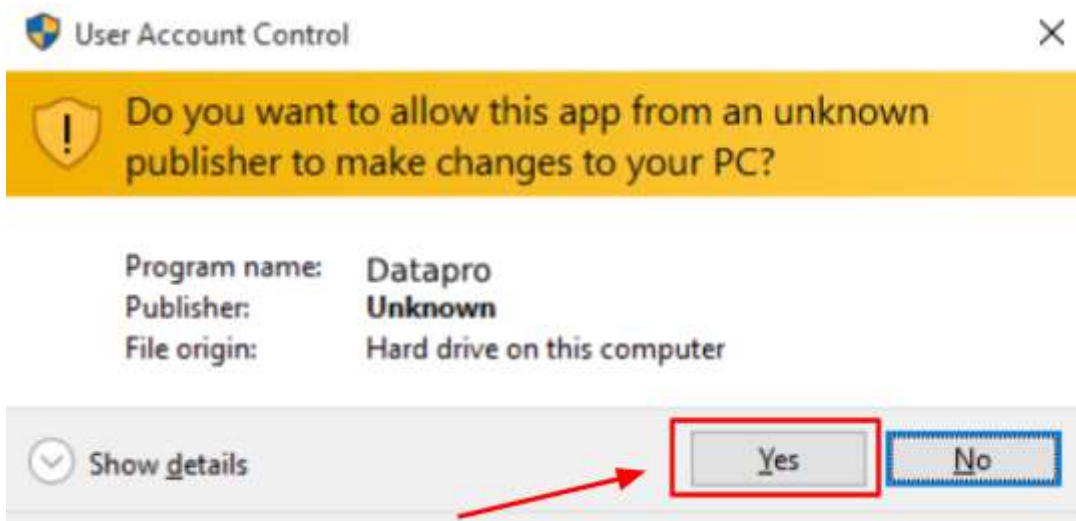 User Account Control
Do you want to allow this app from an unknown
publisher to make changes to your PC?
Program name: Datapro
Publisher: Unknown
File origin: Hard drive on this computer
Show details Yes No